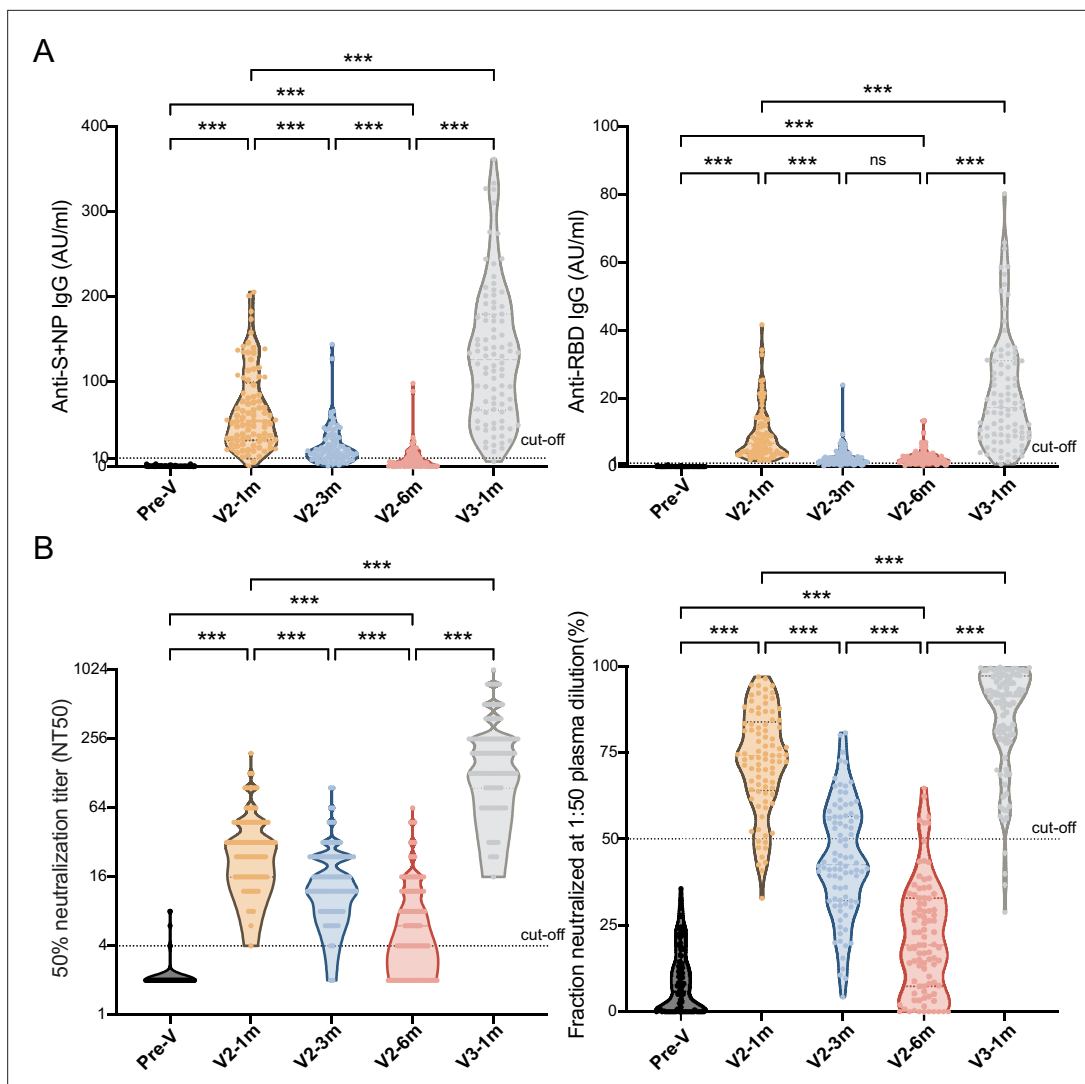 A
***
***
*** *** *** ***
400
300
200
100
10
0
Anti-S+NP IgG (AU/ml)
cut-off
Pre-V V2-1m V2-3m V2-6m V3-1m
***
***
*** *** ns ***
100
80
60
40
20
0
Anti-RBD IgG (AU/ml)
cut-off
Pre-V V2-1m V2-3m V2-6m V3-1m
B
***
***
*** *** *** ***
1024
256
64
16
4
1
50% neutralization titer (NT50)
cut-off
Pre-V V2-1m V2-3m V2-6m V3-1m
***
***
*** *** *** ***
100
75
50
25
0
Fraction neutralized at 1:50 plasma dilution(%)
cut-off
Pre-V V2-1m V2-3m V2-6m V3-1m